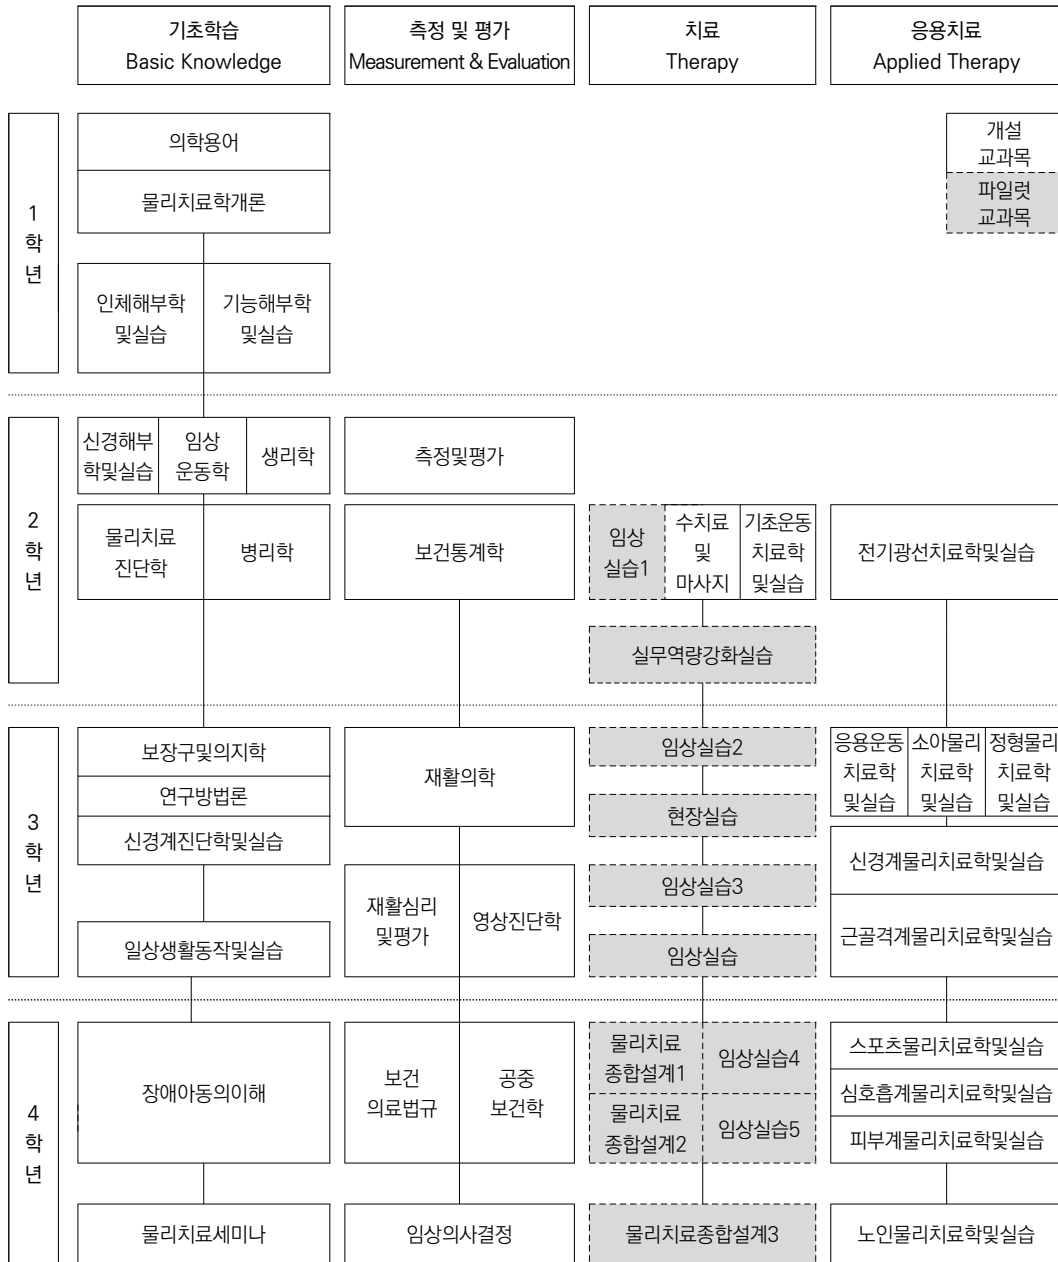 기초학습
Basic Knowledge
측정 및 평가
Measurement & Evaluation
치료
Therapy
응용치료
Applied Therapy
1
학
년
의학용어
물리치료학개론
인체해부학
및실습
기능해부학
및실습
개설
교과목
파일럿
교과목
2
학
년
신경해부
학및실습
임상
운동학
생리학
측정및평가
물리치료
진단학
병리학
보건통계학
임상
실습1
수치료
및
마사지
기초운동
치료학
및실습
전기광선치료학및실습
실무역량강화실습
3
학
년
보장구및의지학
연구방법론
신경계진단학및실습
일상생활동작및실습
재활의학
재활심리
및평가
영상진단학
임상실습2
현장실습
임상실습3
임상실습
응용운동
치료학
및실습
소아물리
치료학
및실습
정형물리
치료학
및실습
신경계물리치료학및실습
근골격계물리치료학및실습
4
학
년
장애아동의이해
물리치료세미나
보건
의료법규
공중
보건학
임상의사결정
물리치료
종합설계1
임상실습4
물리치료
종합설계2
임상실습5
물리치료종합설계3
스포츠물리치료학및실습
심호흡계물리치료학및실습
피부계물리치료학및실습
노인물리치료학및실습